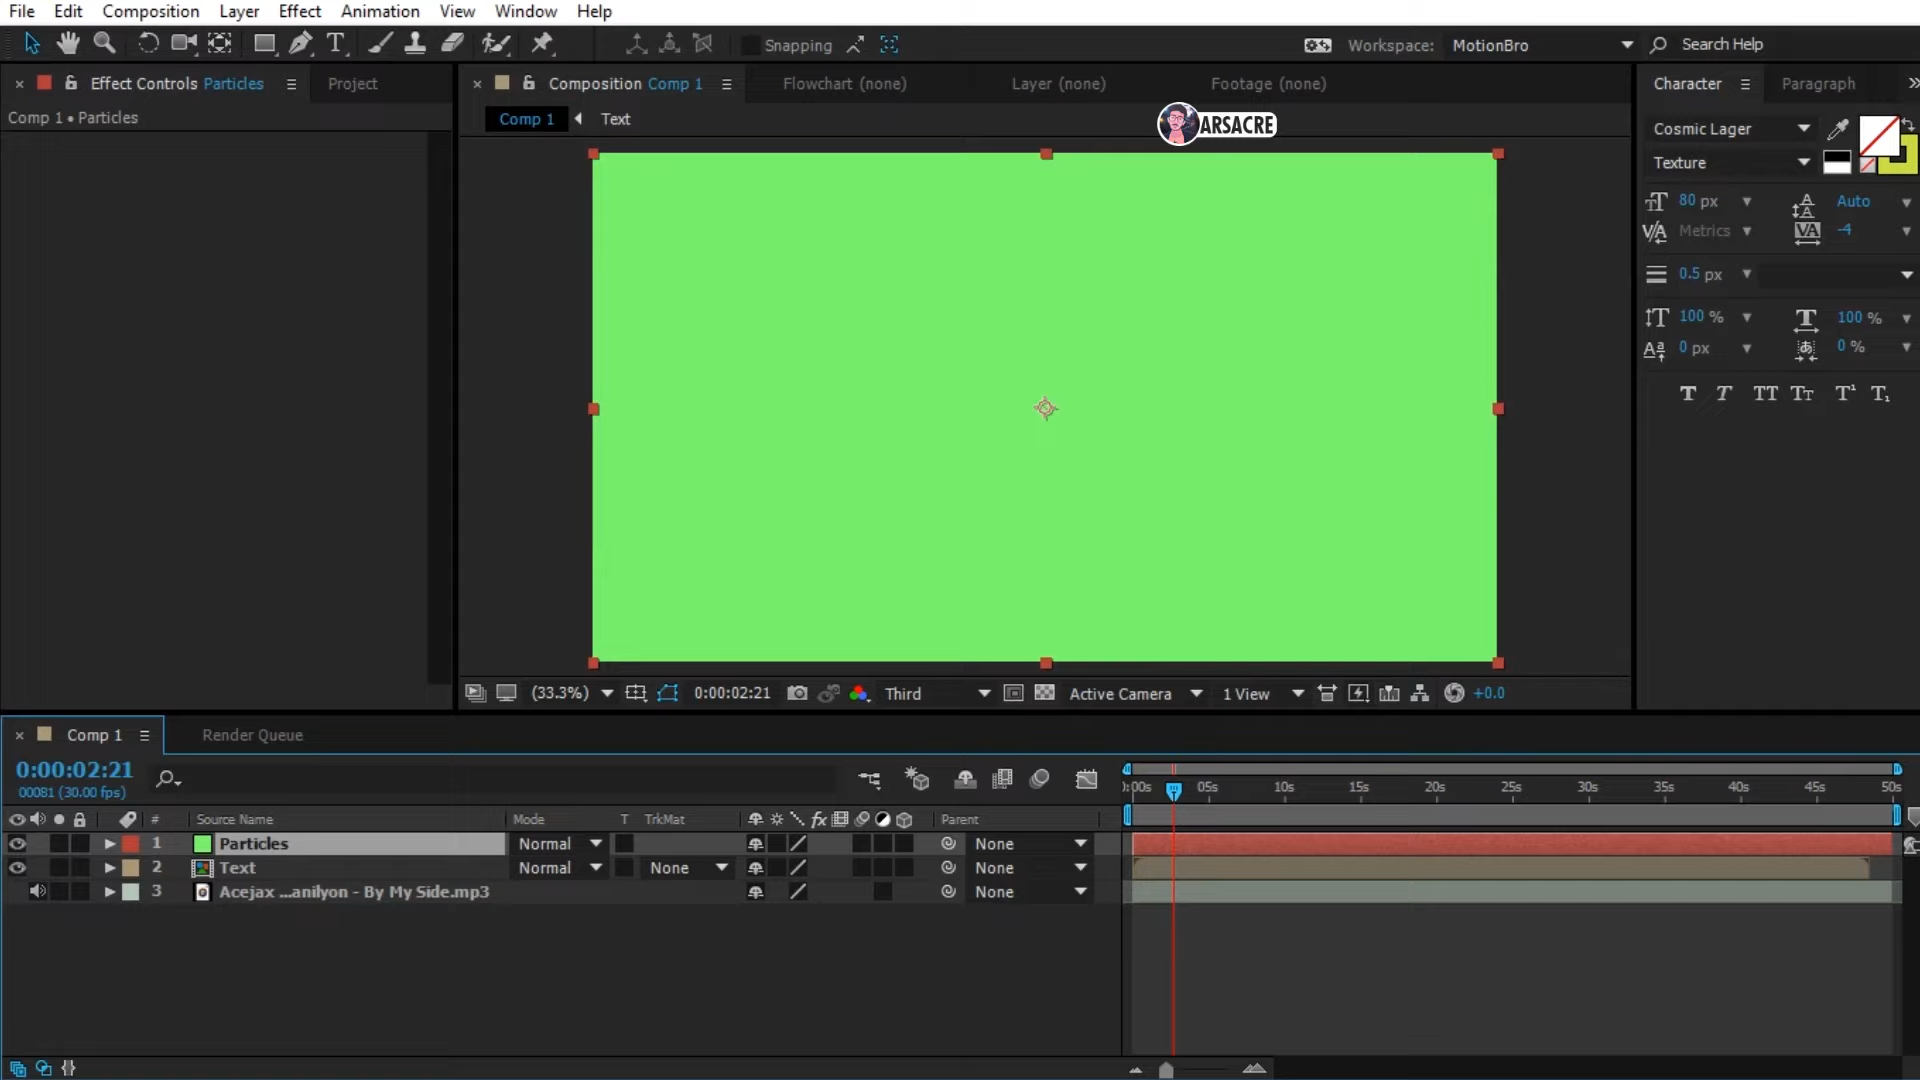 File Edit Composition Layer Effect Animation View Window Help
Snapping Workspace: MotionBro Search Help
Effect Controls Particles Project Composition Comp 1 Flowchart (none) Layer (none) Footage (none) Character Paragraph
Comp 1 • Particles Comp 1 Text ARSACRE
Cosmic Lager
Texture
80 px Auto
Metrics -4
0.5 px
100 % 100 %
0 px 0 %
(33.3%) 0:00:02:21 Third Active Camera 1 View +0.0
Comp 1 Render Queue
0:00:02:21
00081 (30.00 fps)
:00s 05s 10s 15s 20s 25s 30s 35s 40s 45s 50s
# Source Name Mode T TrkMat fx Parent
1 Particles Normal None
2 Text Normal None None
3 Acejax ...anilyon - By My Side.mp3 None